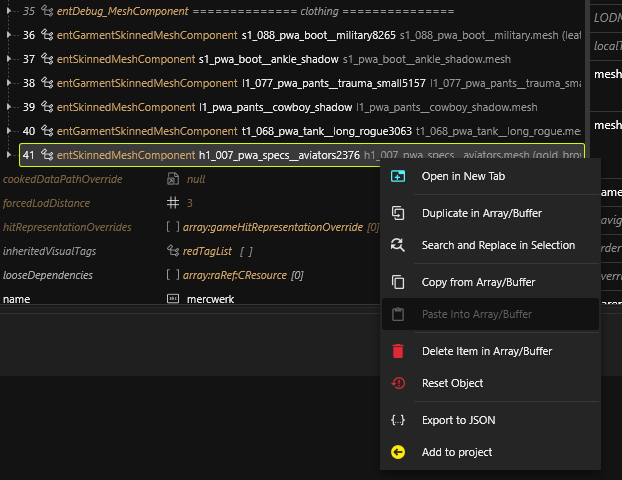 35 entDebug_MeshComponent ============== clothing ===============
LODN
36 entGarmentSkinnedMeshComponent s1_088_pwa_boot__military8265 s1_088_pwa_boot__military.mesh (leat
localT
37 entSkinnedMeshComponent s1_pwa_boot__ankle_shadow s1_pwa_boot__ankle_shadow.mesh
mesh
38 entGarmentSkinnedMeshComponent l1_077_pwa_pants__trauma_small5157 l1_077_pwa_pants__trauma_sma
39 entSkinnedMeshComponent l1_pwa_pants__cowboy_shadow l1_pwa_pants__cowboy_shadow.mesh
40 entGarmentSkinnedMeshComponent t1_068_pwa_tank__long_rogue3063 t1_068_pwa_tank__long_rogue.me
mesh
41 entSkinnedMeshComponent h1_007_pwa_specs__aviators2376 h1_007_pwa_specs__aviators.mesh (gold_brow
cookedDataPathOverride null
forcedLodDistance 3
hitRepresentationOverrides [ ] array:gameHitRepresentationOverride [0]
inheritedVisualTags redTagList [ ]
looseDependencies [ ] array:raRef:CResource [0]
name mercwerk
Open in New Tab
Duplicate in Array/Buffer
Search and Replace in Selection
Copy from Array/Buffer
Paste Into Array/Buffer
Delete Item in Array/Buffer
Reset Object
Export to JSON
Add to project
ame
avig
rder
verr